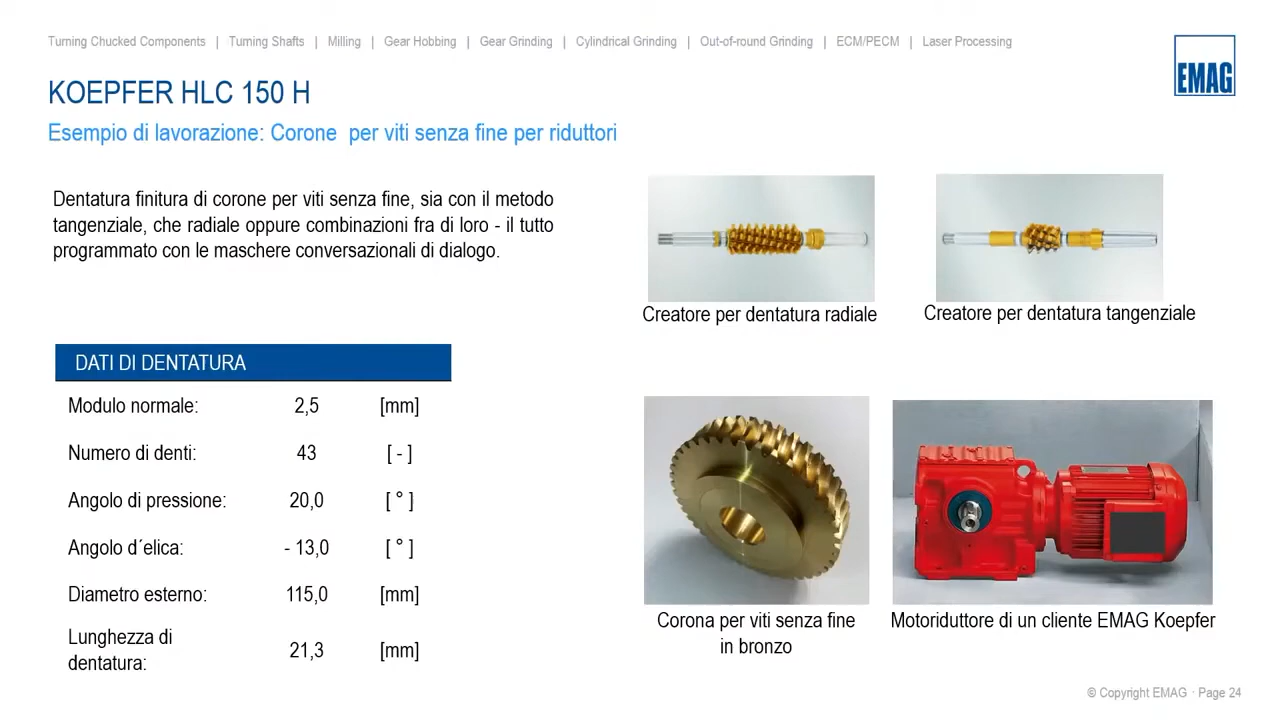 Turning Chucked Components | Turning Shafts | Milling | Gear Hobbing | Gear Grinding | Cylindrical Grinding | Out-of-round Grinding | ECM/PECM | Laser Processing
EMAG
KOEPFER HLC 150 H
Esempio di lavorazione: Corone per viti senza fine per riduttori
Dentatura finitura di corone per viti senza fine, sia con il metodo
tangenziale, che radiale oppure combinazioni fra di loro - il tutto
programmato con le maschere conversazionali di dialogo.
Creatore per dentatura radiale
Creatore per dentatura tangenziale
DATI DI DENTATURA
Modulo normale: 2,5 [mm]
Numero di denti: 43 [ - ]
Angolo di pressione: 20,0 [ ° ]
Angolo d´elica: - 13,0 [ ° ]
Diametro esterno: 115,0 [mm]
Lunghezza di
dentatura: 21,3 [mm]
Corona per viti senza fine
in bronzo
Motoriduttore di un cliente EMAG Koepfer
© Copyright EMAG · Page 24